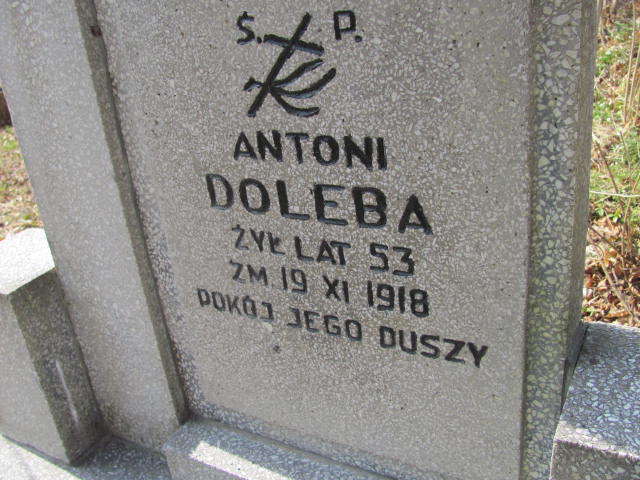 Ś. P.
ANTONI
DOLEBA
ŻYŁ LAT 53
ZM 19 XI 1918
POKÓJ JEGO DUSZY